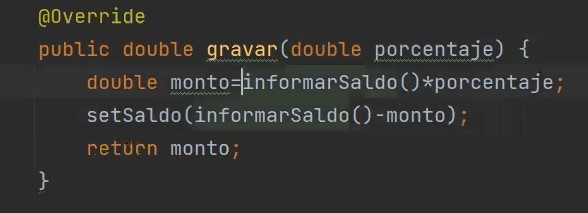 @Override
public double gravar(double porcentaje) {
double monto=informarSaldo()*porcentaje;
setSaldo(informarSaldo()-monto);
return monto;
}